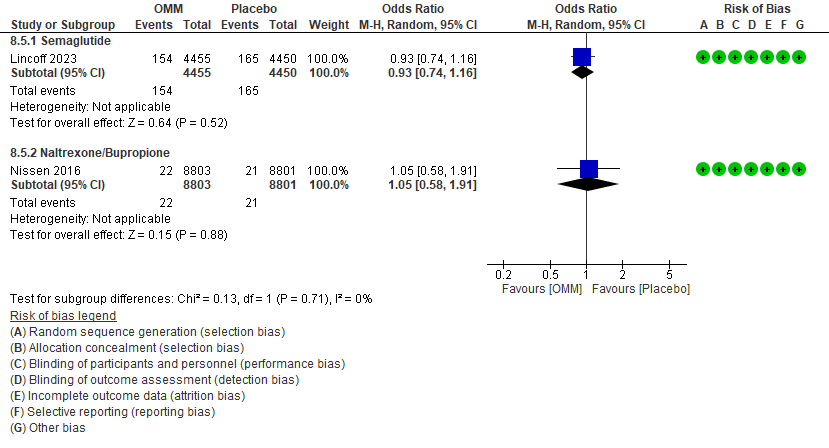 OMM Placebo Odds Ratio Odds Ratio Risk of Bias
Study or Subgroup Events Total Events Total Weight M-H, Random, 95% CI M-H, Random, 95% CI A B C D E F G
8.5.1 Semaglutide
Lincoff 2023 154 4455 165 4450 100.0% 0.93 [0.74, 1.16]
Subtotal (95% CI) 4455 4450 100.0% 0.93 [0.74, 1.16]
Total events 154 165
Heterogeneity: Not applicable
Test for overall effect: Z = 0.64 (P = 0.52)
8.5.2 Naltrexone/Bupropione
Nissen 2016 22 8803 21 8801 100.0% 1.05 [0.58, 1.91]
Subtotal (95% CI) 8803 8801 100.0% 1.05 [0.58, 1.91]
Total events 22 21
Heterogeneity: Not applicable
Test for overall effect: Z = 0.15 (P = 0.88)
0.2 0.5 1 2 5
Favours [OMM] Favours [Placebo]
Test for subgroup differences: Chi² = 0.13, df = 1 (P = 0.71), I² = 0%
Risk of bias legend
(A) Random sequence generation (selection bias)
(B) Allocation concealment (selection bias)
(C) Blinding of participants and personnel (performance bias)
(D) Blinding of outcome assessment (detection bias)
(E) Incomplete outcome data (attrition bias)
(F) Selective reporting (reporting bias)
(G) Other bias